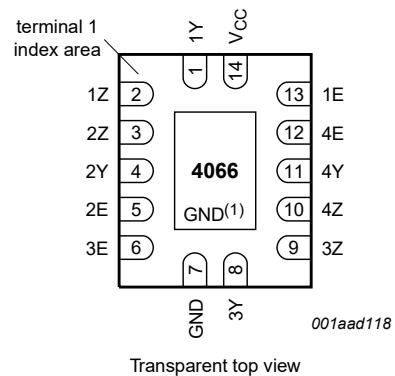 terminal 1
index area
1Y
VCC
1
14
1Z 2
13 1E
2Z 3
12 4E
2Y 4
4066
11 4Y
2E 5
GND(1)
10 4Z
3E 6
9 3Z
7
8
GND
3Y
001aad118
Transparent top view